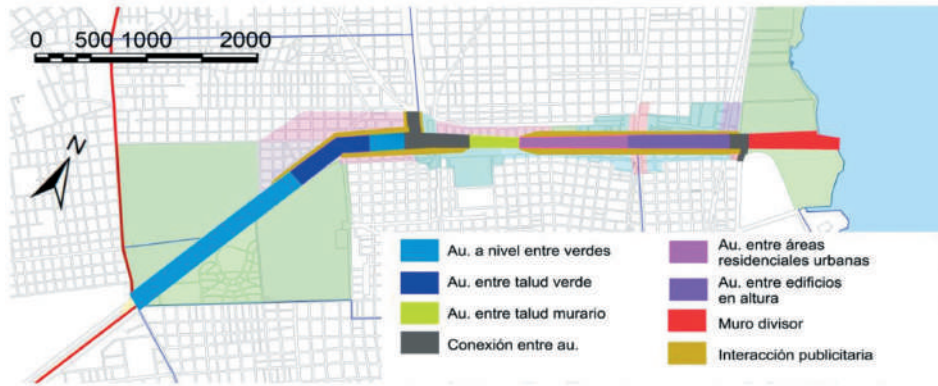 0 500 1000 2000
N
Au. a nivel entre verdes
Au. entre talud verde
Au. entre talud murario
Conexión entre au.
Au. entre áreas
residenciales urbanas
Au. entre edificios
en altura
Muro divisor
Interacción publicitaria